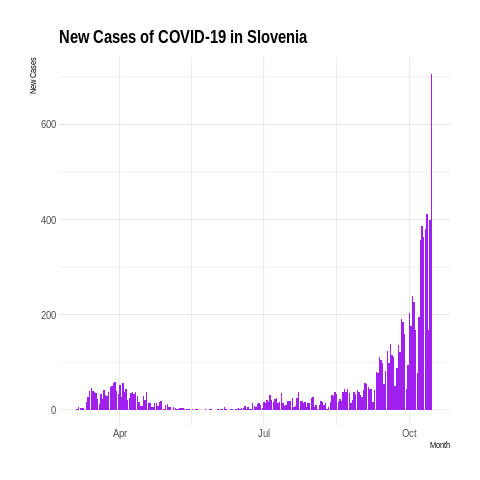 New Cases of COVID-19 in Slovenia
New Cases
600
400
200
0
Apr
Jul
Oct
Month